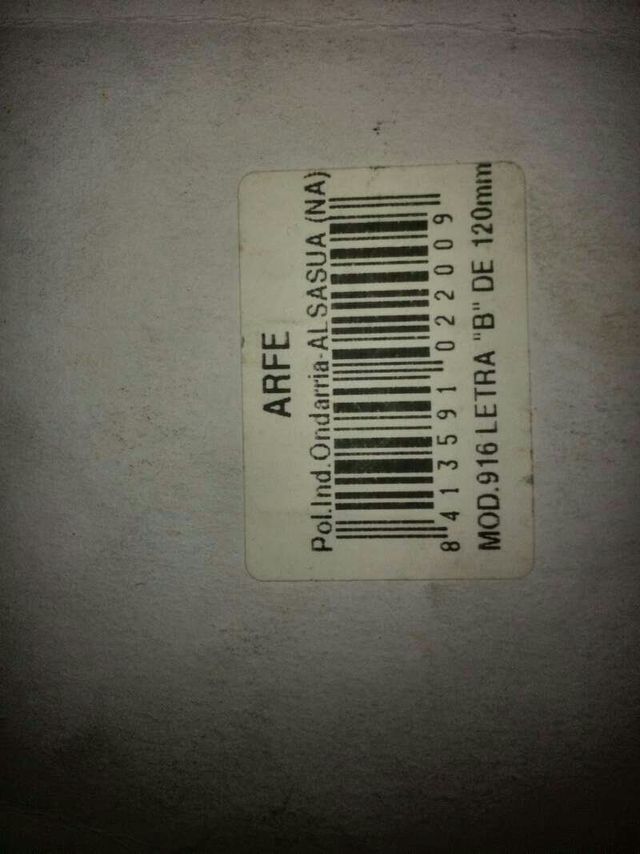 ARFE
Pol.Ind.Ondarria-ALSASUA (NA)
8 413591 022009
MOD.916 LETRA "B" DE 120mm